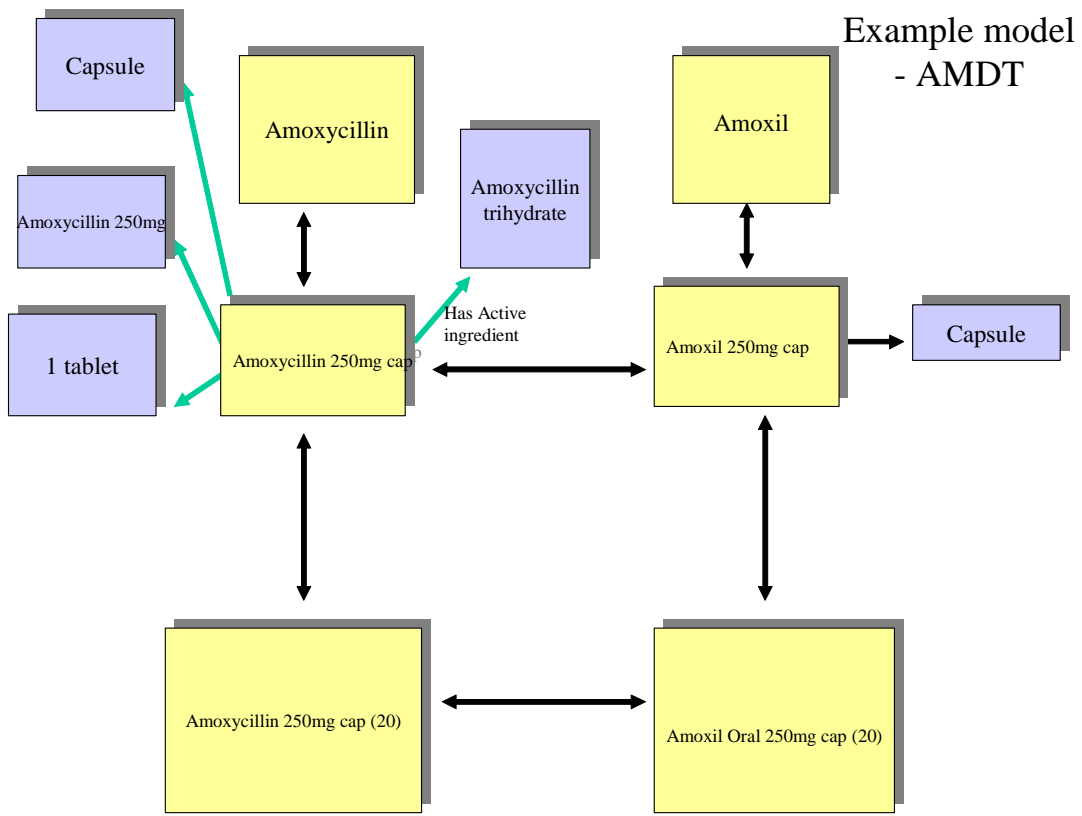 Example model
- AMDT
Capsule
Amoxycillin
Amoxil
Amoxycillin
trihydrate
Amoxycillin 250mg
Has Active
ingredient
1 tablet
Amoxycillin 250mg cap
p
Amoxil 250mg cap
Capsule
Amoxycillin 250mg cap (20)
Amoxil Oral 250mg cap (20)